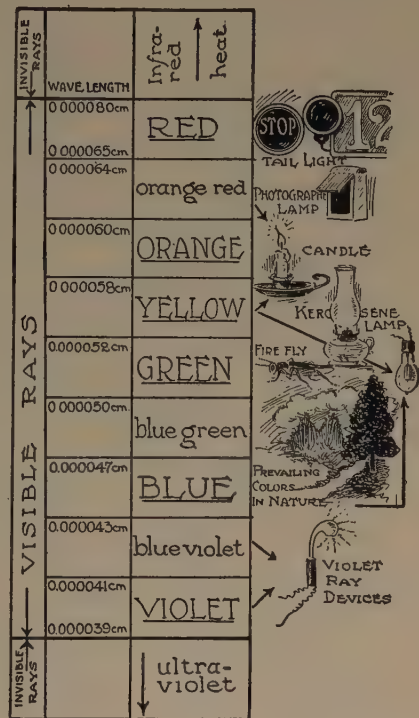 INVISIBLE
RAYS
WAVE LENGTH
Infra-
red
heat
VISIBLE RAYS
0.000080cm
RED
0.000065cm
STOP
12
TAIL LIGHT
0.000064cm
orange red
PHOTOGRAPHE
LAMP
0.000060cm
ORANGE
CANDLE
0.000058cm
YELLOW
KEROSENE
LAMP
0.000052cm
GREEN
FIRE FLY
0.000050cm
blue green
0.000047cm
BLUE
PREVAILING
COLORS
IN NATURE
0.000043cm
blue violet
VIOLET
RAY
DEVICES
0.000041cm
VIOLET
0.000039cm
INVISIBLE
RAYS
ultra-
violet